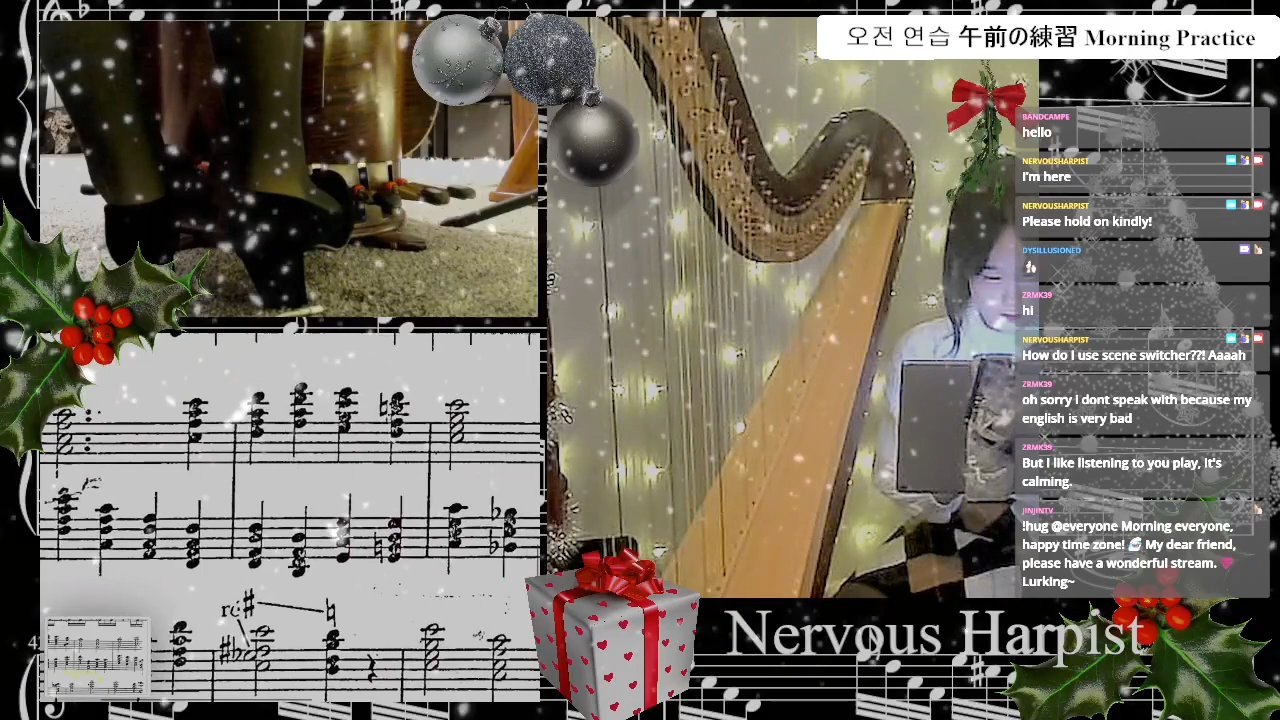 오전 연습 午前の練習 Morning Practice
BANDCAMPE
hello
NERVOUSHARPIST
I'm here
NERVOUSHARPIST
Please hold on kindly!
DYSILLUSIONED
ZRMK39
hi
NERVOUSHARPIST
How do I use scene switcher??! Aaaah
ZRMK39
oh sorry I dont speak with because my
english is very bad
ZRMK39
But I like listening to you play, it's
calming.
JINJINTV
!hug @everyone Morning everyone,
happy time zone! My dear friend,
please have a wonderful stream.
Lurking~
ré
Nervous Harpist